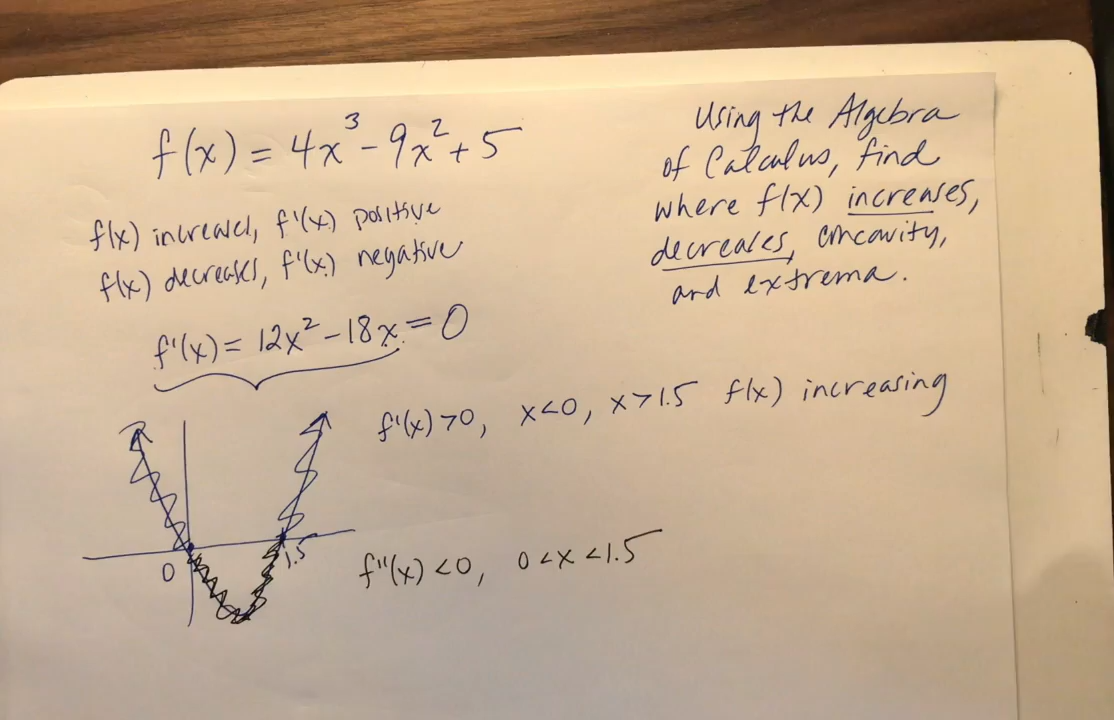 f(x) = 4x³ - 9x² + 5
f(x) increases, f'(x) positive
f(x) decreases, f'(x) negative
f'(x) = 12x² - 18x = 0
Using the Algebra
of Calculus, find
where f(x) increases,
decreases, concavity,
and extrema.
f'(x) > 0, x < 0, x > 1.5 f(x) increasing
0
1.5
f''(x) < 0, 0 < x < 1.5